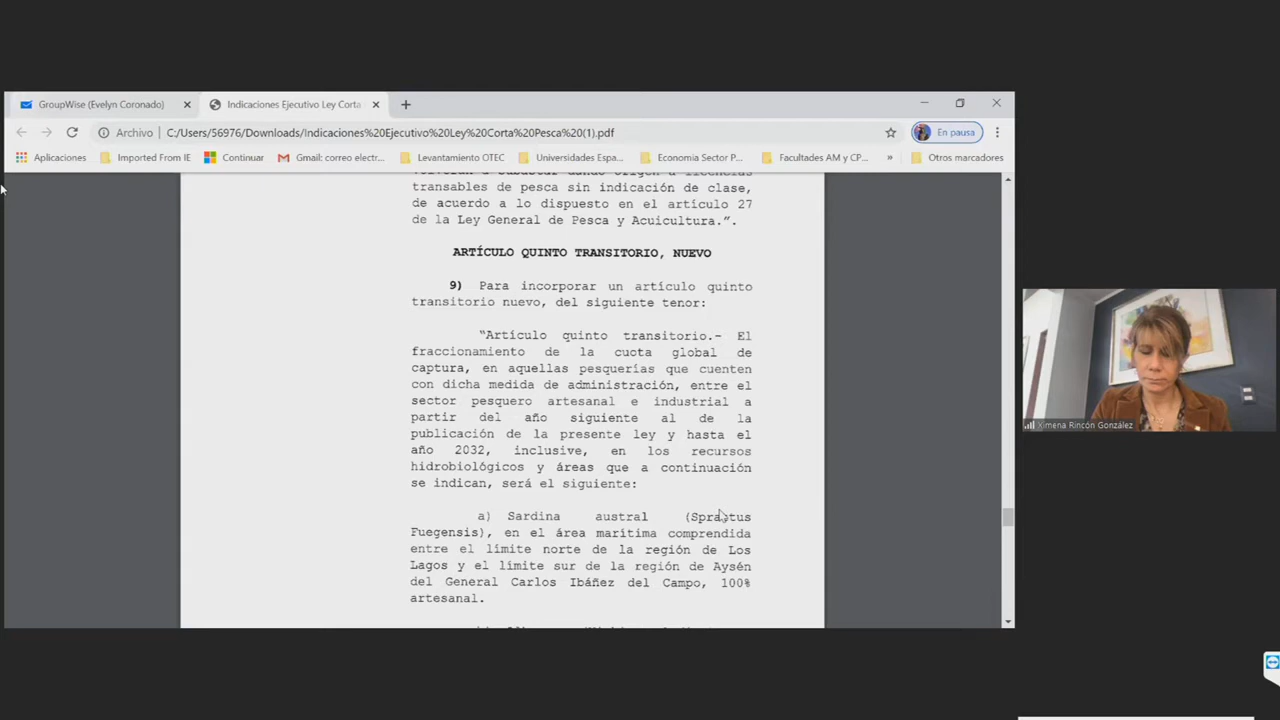 GroupWise (Evelyn Coronado)
Indicaciones Ejecutivo Ley Corta
Archivo
C:/Users/56976/Downloads/Indicaciones%20Ejecutivo%20Ley%20Corta%20Pesca%20(1).pdf
En pausa
Aplicaciones
Imported From IE
Continuar
Gmail: correo electr...
Levantamiento OTEC
Universidades Espa...
Economia Sector P...
Facultades AM y CP...
»
Otros marcadores
transables de pesca sin indicación de clase,
de acuerdo a lo dispuesto en el artículo 27
de la Ley General de Pesca y Acuicultura.”.
ARTÍCULO QUINTO TRANSITORIO, NUEVO
9) Para incorporar un artículo quinto
transitorio nuevo, del siguiente tenor:
“Artículo quinto transitorio.- El
fraccionamiento de la cuota global de
captura, en aquellas pesquerías que cuenten
con dicha medida de administración, entre el
sector pesquero artesanal e industrial a
partir del año siguiente al de la
publicación de la presente ley y hasta el
año 2032, inclusive, en los recursos
hidrobiológicos y áreas que a continuación
se indican, será el siguiente:
a) Sardina austral (Sprattus
Fuegensis), en el área marítima comprendida
entre el límite norte de la región de Los
Lagos y el límite sur de la región de Aysén
del General Carlos Ibáñez del Campo, 100%
artesanal.
Ximena Rincón González